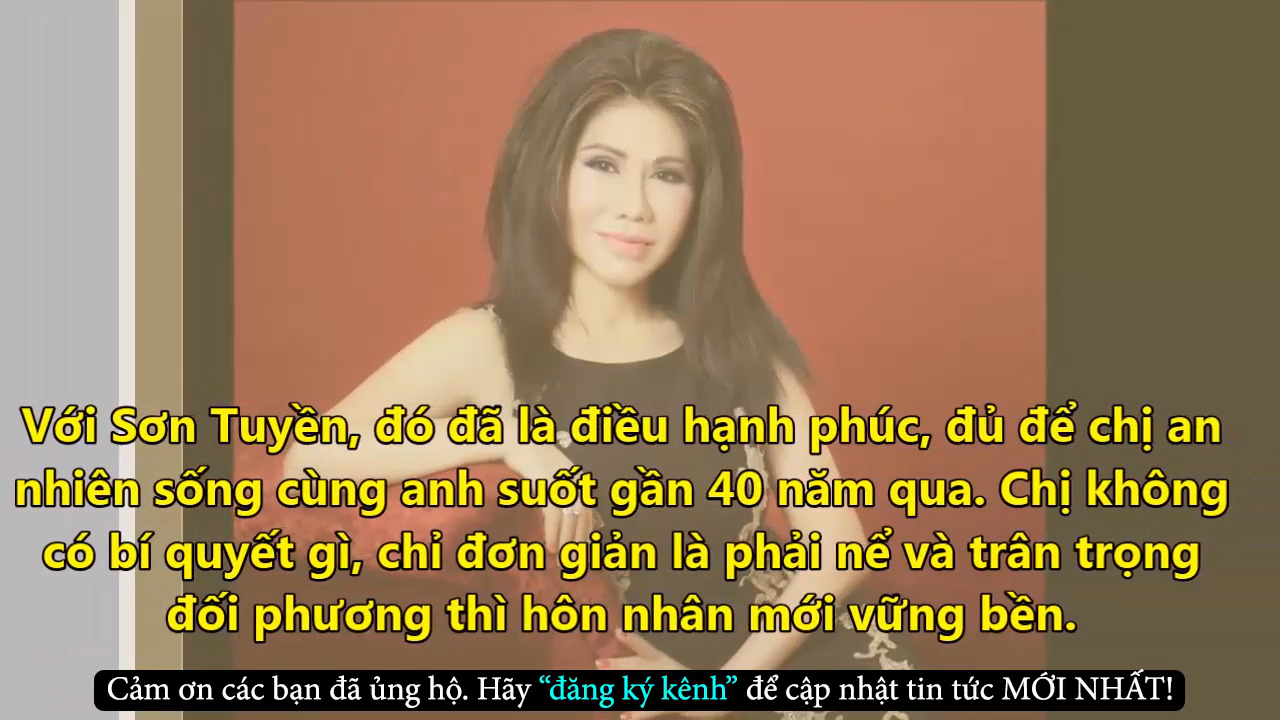 Với Sơn Tuyền, đó đã là điều hạnh phúc, đủ để chị an
nhiên sống cùng anh suốt gần 40 năm qua. Chị không
có bí quyết gì, chỉ đơn giản là phải nể và trân trọng
đối phương thì hôn nhân mới vững bền.
Cảm ơn các bạn đã ủng hộ. Hãy “đăng ký kênh” để cập nhật tin tức MỚI NHẤT!